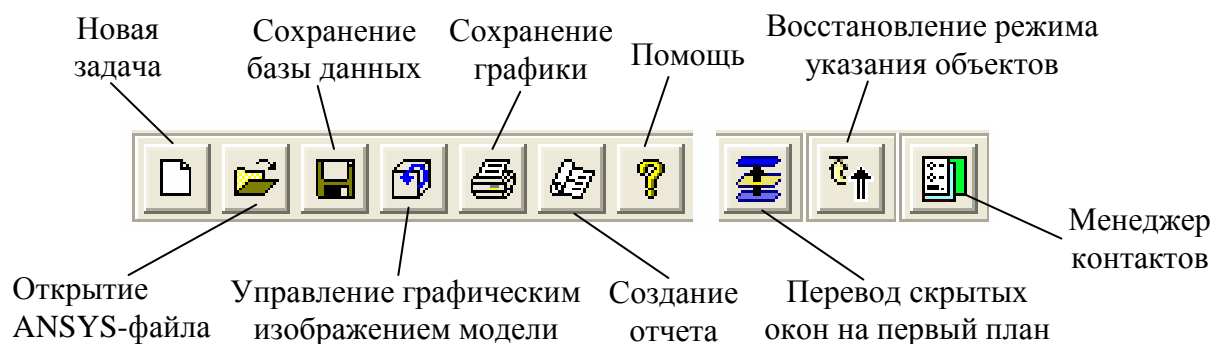 Новая
задача
Сохранение
базы данных
Сохранение
графики
Помощь
Восстановление режима
указания объектов
Открытие
ANSYS-файла
Управление графическим
изображением модели
Создание
отчета
Перевод скрытых
окон на первый план
Менеджер
контактов